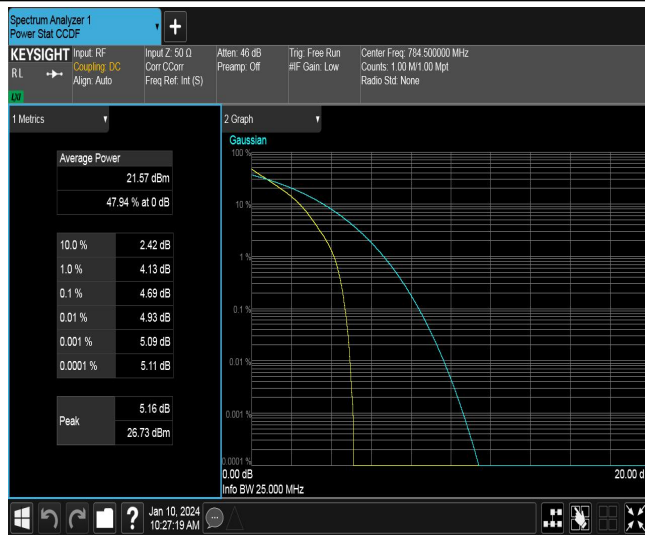 Spectrum Analyzer 1
Power Stat CCDF
+
KEYSIGHT
RL
LXI
Input: RF
Coupling: DC
Align: Auto
Input Z: 50 Ω
Corr CCorr
Freq Ref: Int (S)
Atten: 46 dB
Preamp: Off
Trig: Free Run
#IF Gain: Low
Center Freq: 784.500000 MHz
Counts: 1.00 M/1.00 Mpt
Radio Std: None
1 Metrics
Average Power
21.57 dBm
47.94 % at 0 dB
10.0 % 2.42 dB
1.0 % 4.13 dB
0.1 % 4.69 dB
0.01 % 4.93 dB
0.001 % 5.09 dB
0.0001 % 5.11 dB
Peak
5.16 dB
26.73 dBm
2 Graph
Gaussian
100 %
10 %
1 %
0.1 %
0.01 %
0.001 %
0.0001 %
0.00 dB
20.00 d
Info BW 25.000 MHz
?
Jan 10, 2024
10:27:19 AM